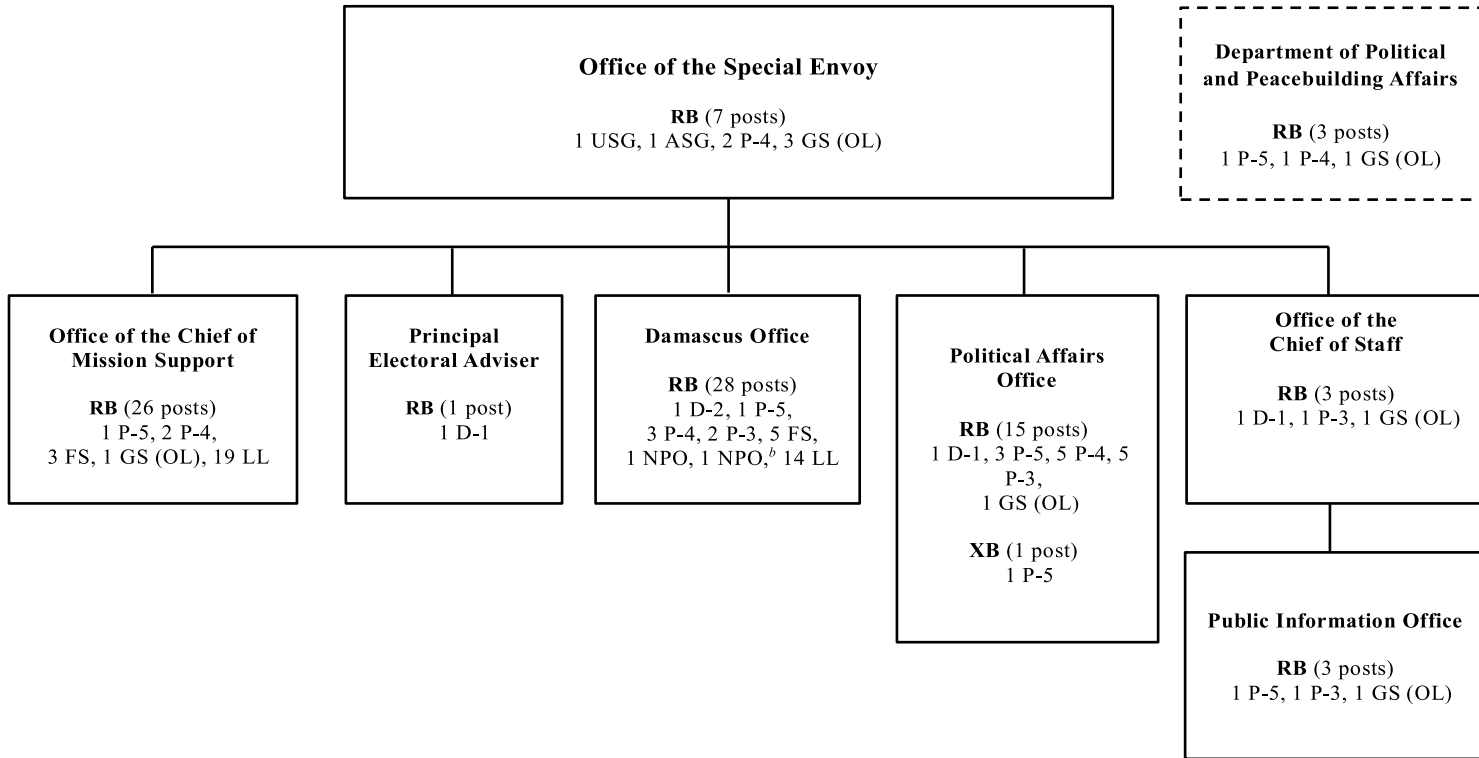 Office of the Special Envoy
RB (7 posts)
1 USG, 1 ASG, 2 P-4, 3 GS (OL)
Department of Political
and Peacebuilding Affairs
RB (3 posts)
1 P-5, 1 P-4, 1 GS (OL)
Office of the Chief of
Mission Support
RB (26 posts)
1 P-5, 2 P-4,
3 FS, 1 GS (OL), 19 LL
Principal
Electoral Adviser
RB (1 post)
1 D-1
Damascus Office
RB (28 posts)
1 D-2, 1 P-5,
3 P-4, 2 P-3, 5 FS,
1 NPO, 1 NPO,b 14 LL
Political Affairs
Office
RB (15 posts)
1 D-1, 3 P-5, 5 P-4, 5
P-3,
1 GS (OL)
XB (1 post)
1 P-5
Office of the
Chief of Staff
RB (3 posts)
1 D-1, 1 P-3, 1 GS (OL)
Public Information Office
RB (3 posts)
1 P-5, 1 P-3, 1 GS (OL)